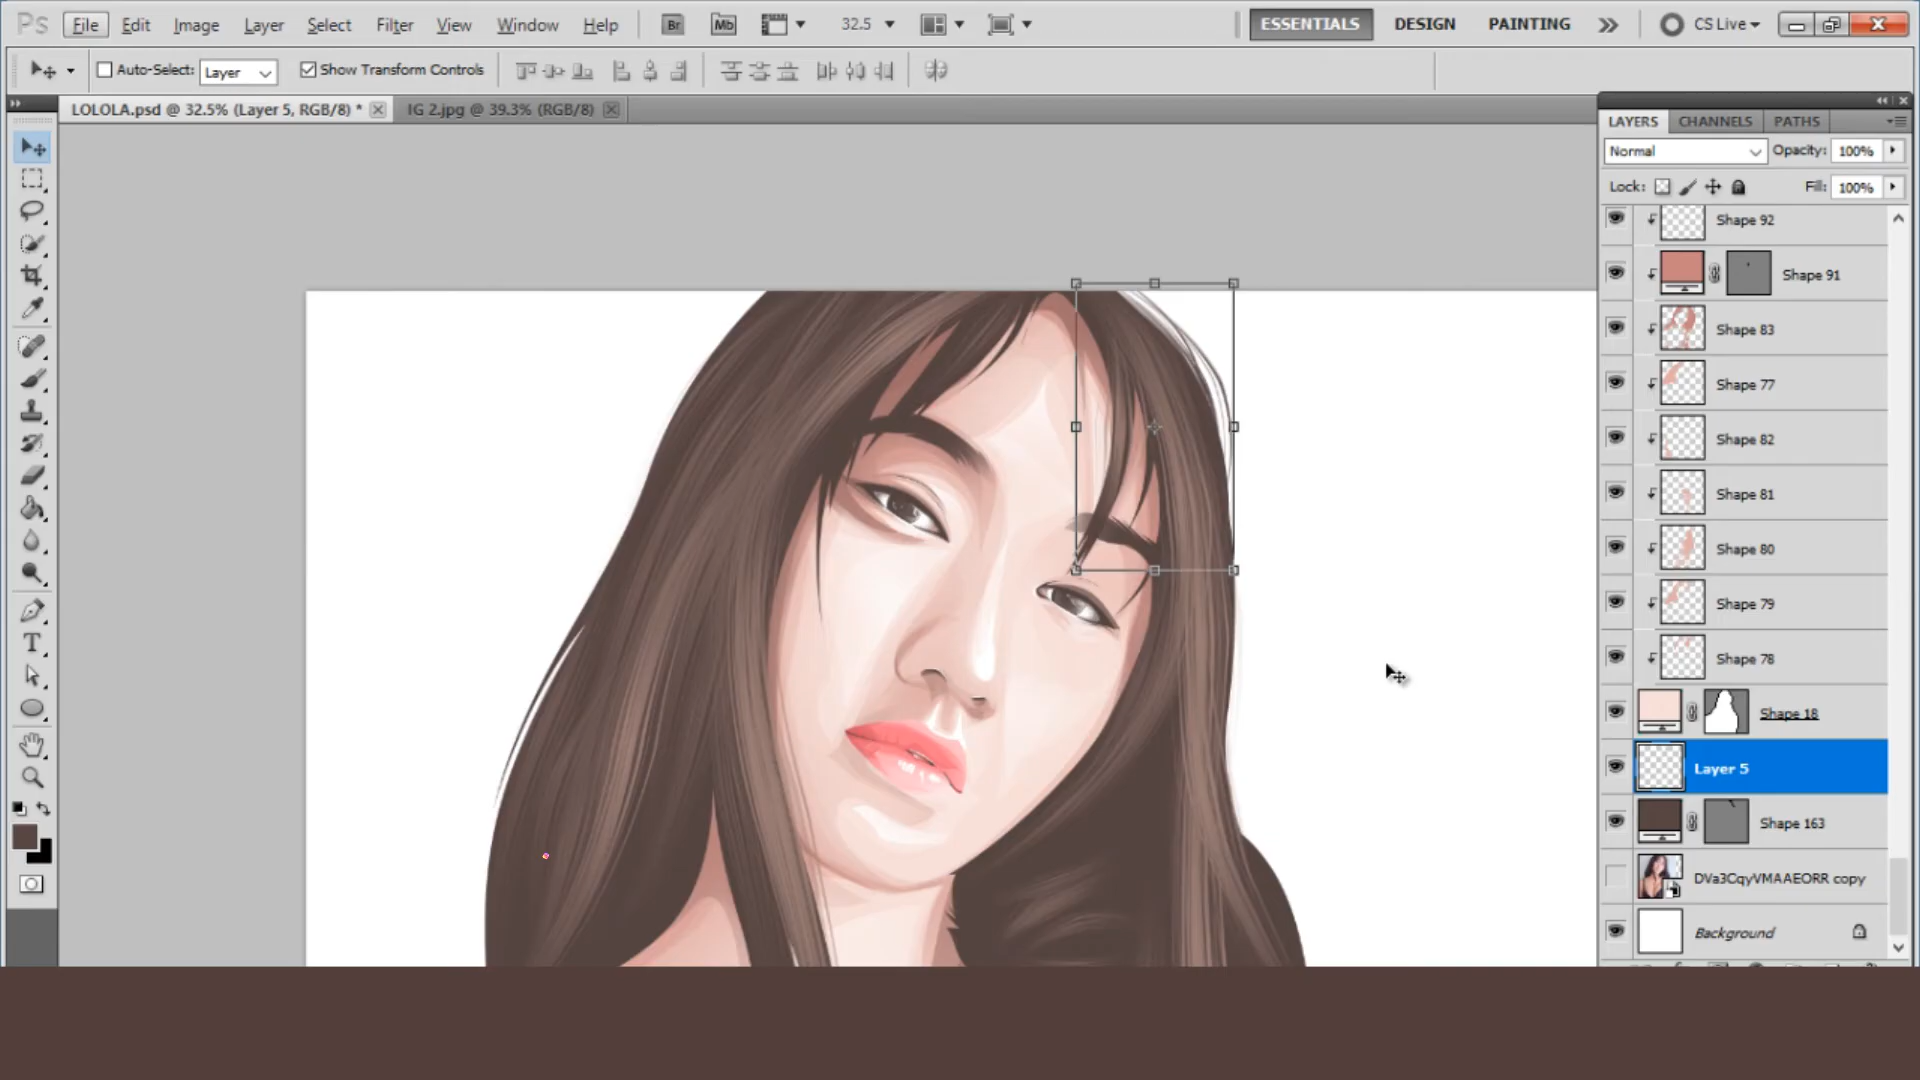 Ps File Edit Image Layer Select Filter View Window Help Br Mb 32.5 ESSENTIALS DESIGN PAINTING CS Live
Auto-Select: Layer Show Transform Controls
LOLOLA.psd @ 32.5% (Layer 5, RGB/8) * IG 2.jpg @ 39.3% (RGB/8)
LAYERS CHANNELS PATHS
Normal Opacity: 100%
Lock: Fill: 100%
Shape 92
Shape 91
Shape 83
Shape 77
Shape 82
Shape 81
Shape 80
Shape 79
Shape 78
Shape 18
Layer 5
Shape 163
DVa3CqyVMAAEORR copy
Background